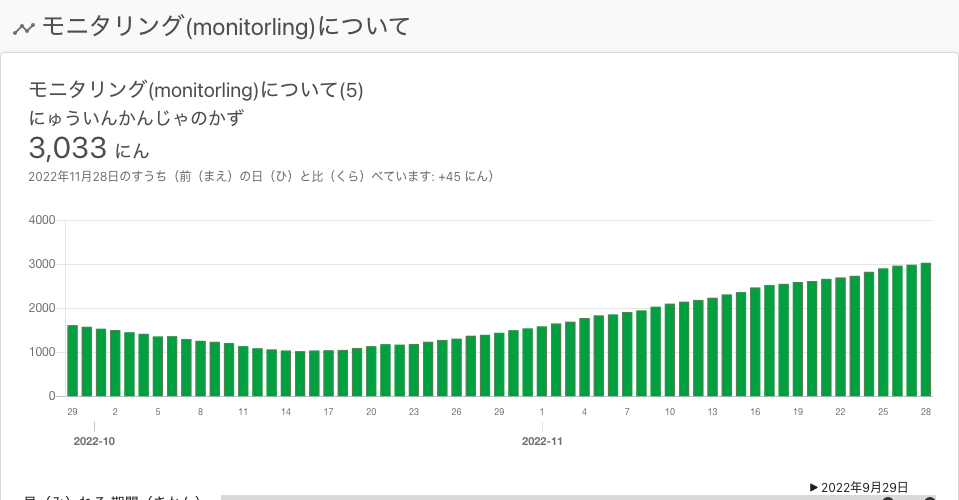 モニタリング(monitorling)について
モニタリング(monitorling)について(5)
にゅういんかんじゃのかず
3,033 にん
2022年11月28日のすうち（前（まえ）の日（ひ）と比（くら）べています: +45 にん）
4000
3000
2000
1000
0
29 2 5 8 11 14 17 20 23 26 29 1 4 7 10 13 16 19 22 25 28
2022-10 2022-11
▶ 2022年9月29日